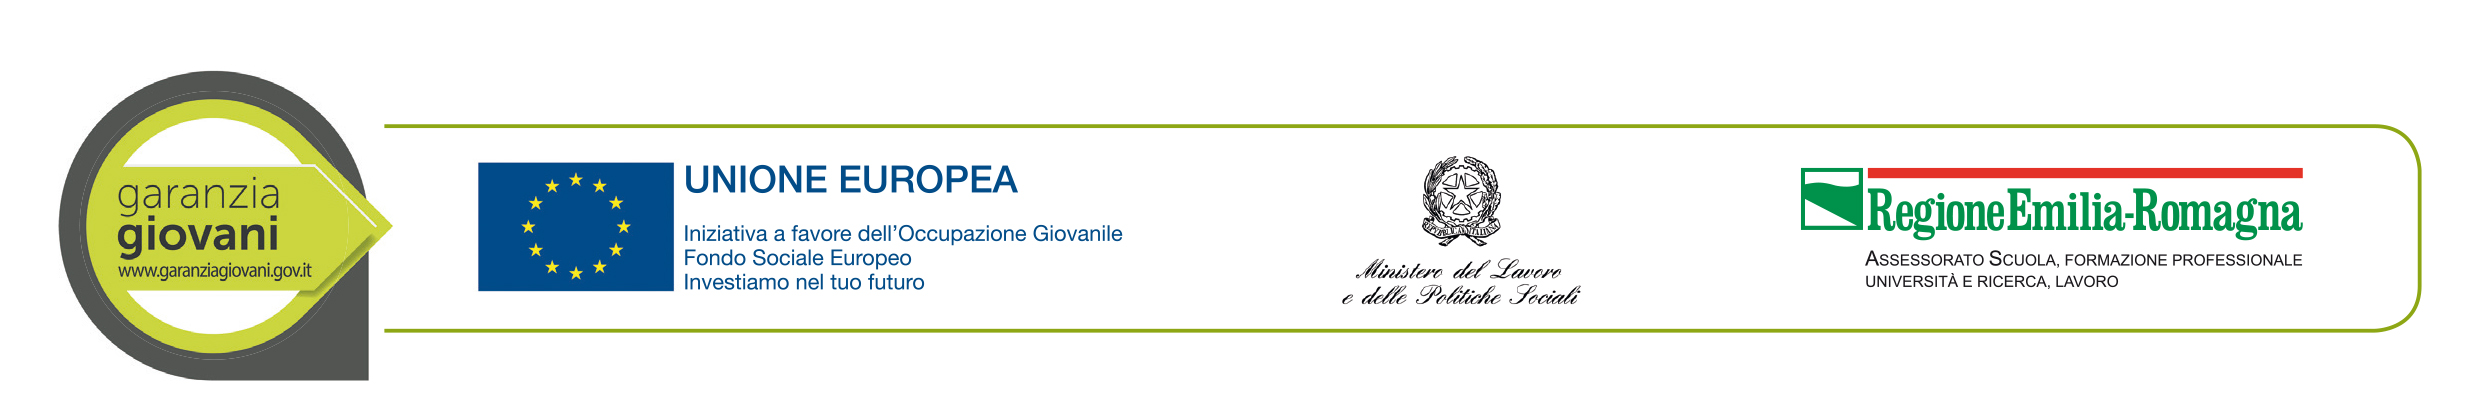 garanzia
giovani
www.garanziagiovani.gov.it
UNIONE EUROPEA
Iniziativa a favore dell’Occupazione Giovanile
Fondo Sociale Europeo
Investiamo nel tuo futuro
Ministero del Lavoro
e delle Politiche Sociali
RegioneEmilia-Romagna
ASSESSORATO SCUOLA, FORMAZIONE PROFESSIONALE
UNIVERSITÀ E RICERCA, LAVORO